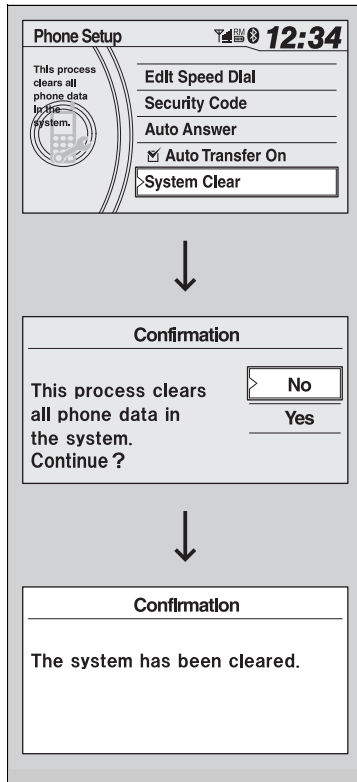 Phone Setup RM 12:34
This process
clears all
phone data
in the
system.
Edit Speed Dial
Security Code
Auto Answer
Auto Transfer On
System Clear
Confirmation
This process clears
all phone data in
the system.
Continue ?
No
Yes
Confirmation
The system has been cleared.